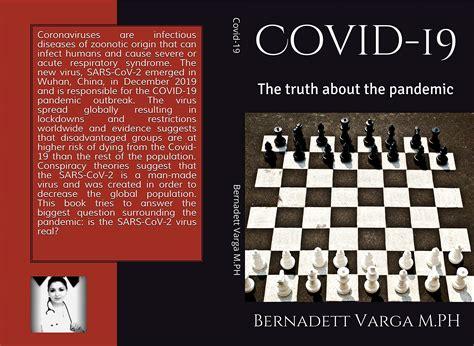 Coronaviruses are infectious
diseases of zoonotic origin that can
infect humans and cause severe
or acute respiratory syndrome. The
new virus, SARS-CoV-2 emerged in
Wuhan, China, in December 2019
and is responsible for the COVID-19
pandemic outbreak. The virus
spread globally resulting in
lockdowns and restrictions
worldwide and evidence suggests
that disadvantaged groups are at
higher risk of dying from the Covid-
19 than the rest of the population.
Conspiracy theories suggest that
the SARS-CoV-2 is a man-made
virus and was created in order to
decrease the global population.
This book tries to answer the
biggest question surrounding the
pandemic: is the SARS-CoV-2 virus
real?
Covid-19
Bernadett Varga M.PH
COVID-19
The truth about the pandemic
BERNADETT VARGA M.PH